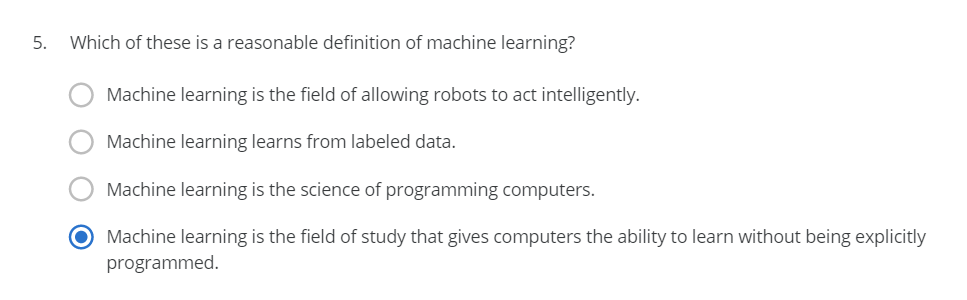 5. Which of these is a reasonable definition of machine learning?
Machine learning is the field of allowing robots to act intelligently.
Machine learning learns from labeled data.
Machine learning is the science of programming computers.
Machine learning is the field of study that gives computers the ability to learn without being explicitly
programmed.